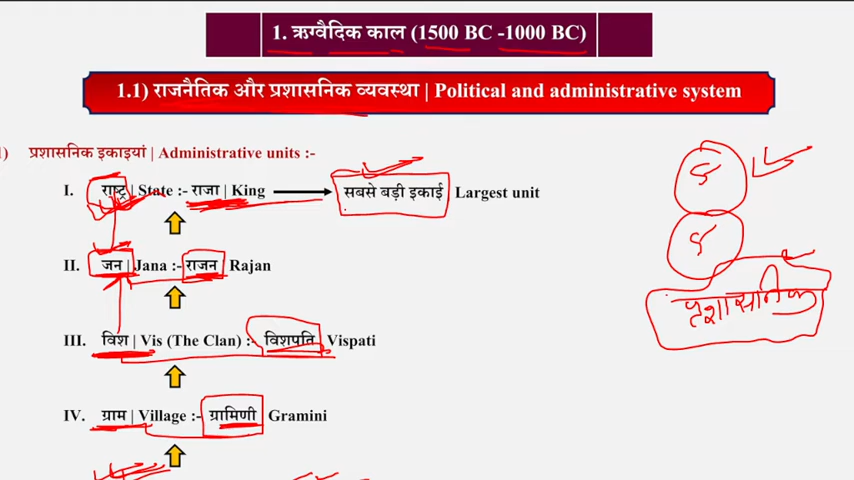 1. ऋग्वैदिक काल (1500 BC -1000 BC)
1.1) राजनैतिक और प्रशासनिक व्यवस्था | Political and administrative system
प्रशासनिक इकाइयां | Administrative units :-
I. राष्ट्र | State :- राजा | King सबसे बड़ी इकाई Largest unit
II. जन | Jana :- राजन Rajan
प्रशासनिक
III. विश | Vis (The Clan) :- विशपति Vispati
IV. ग्राम | Village :- ग्रामिणी Gramini